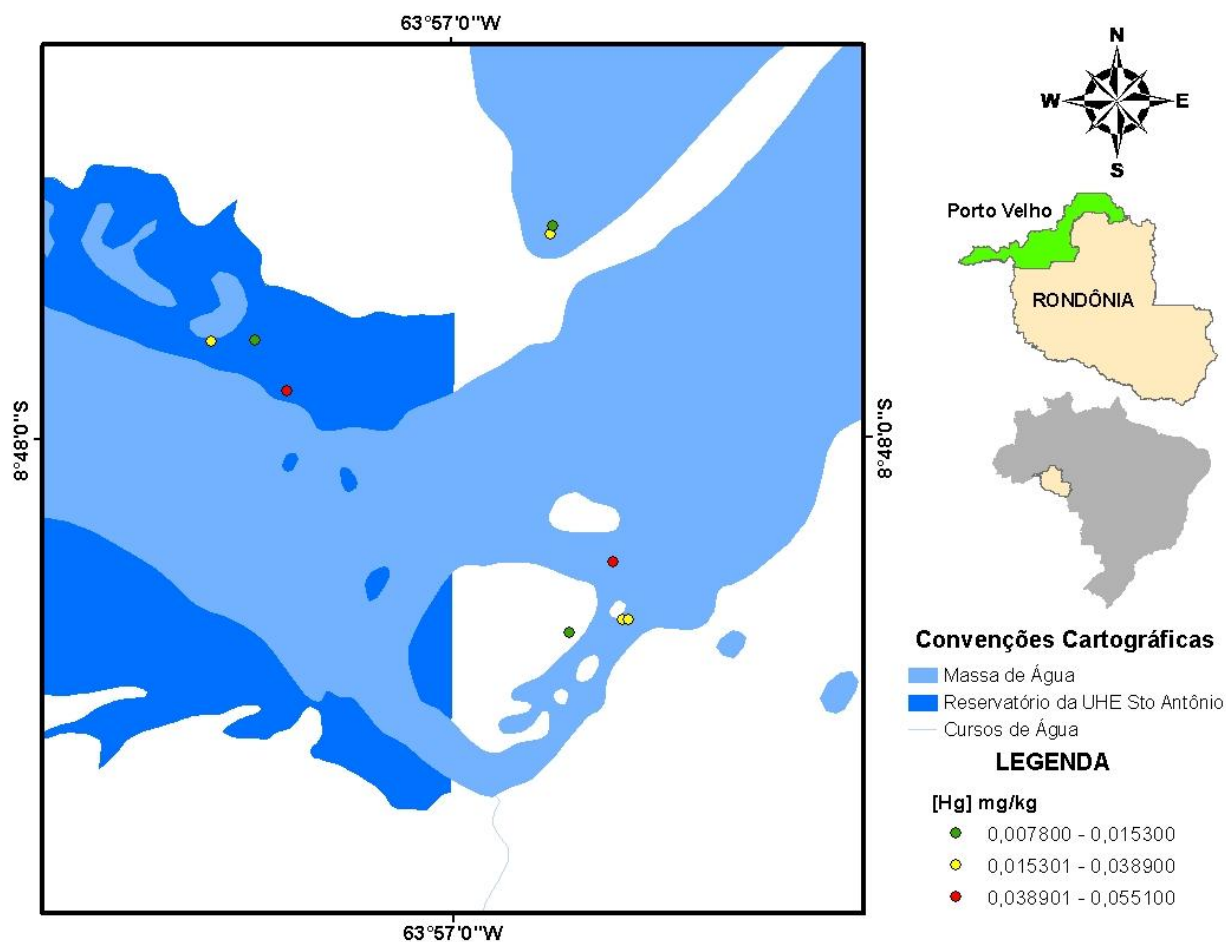 63°57'0"W
N
W
E
S
Porto Velho
RONDÔNIA
8°48'0"S
8°48'0"S
Convenções Cartográficas
Massa de Água
Reservatório da UHE Sto Antônio
Cursos de Água
LEGENDA
[Hg] mg/kg
0,007800 - 0,015300
0,015301 - 0,038900
0,038901 - 0,055100
63°57'0"W